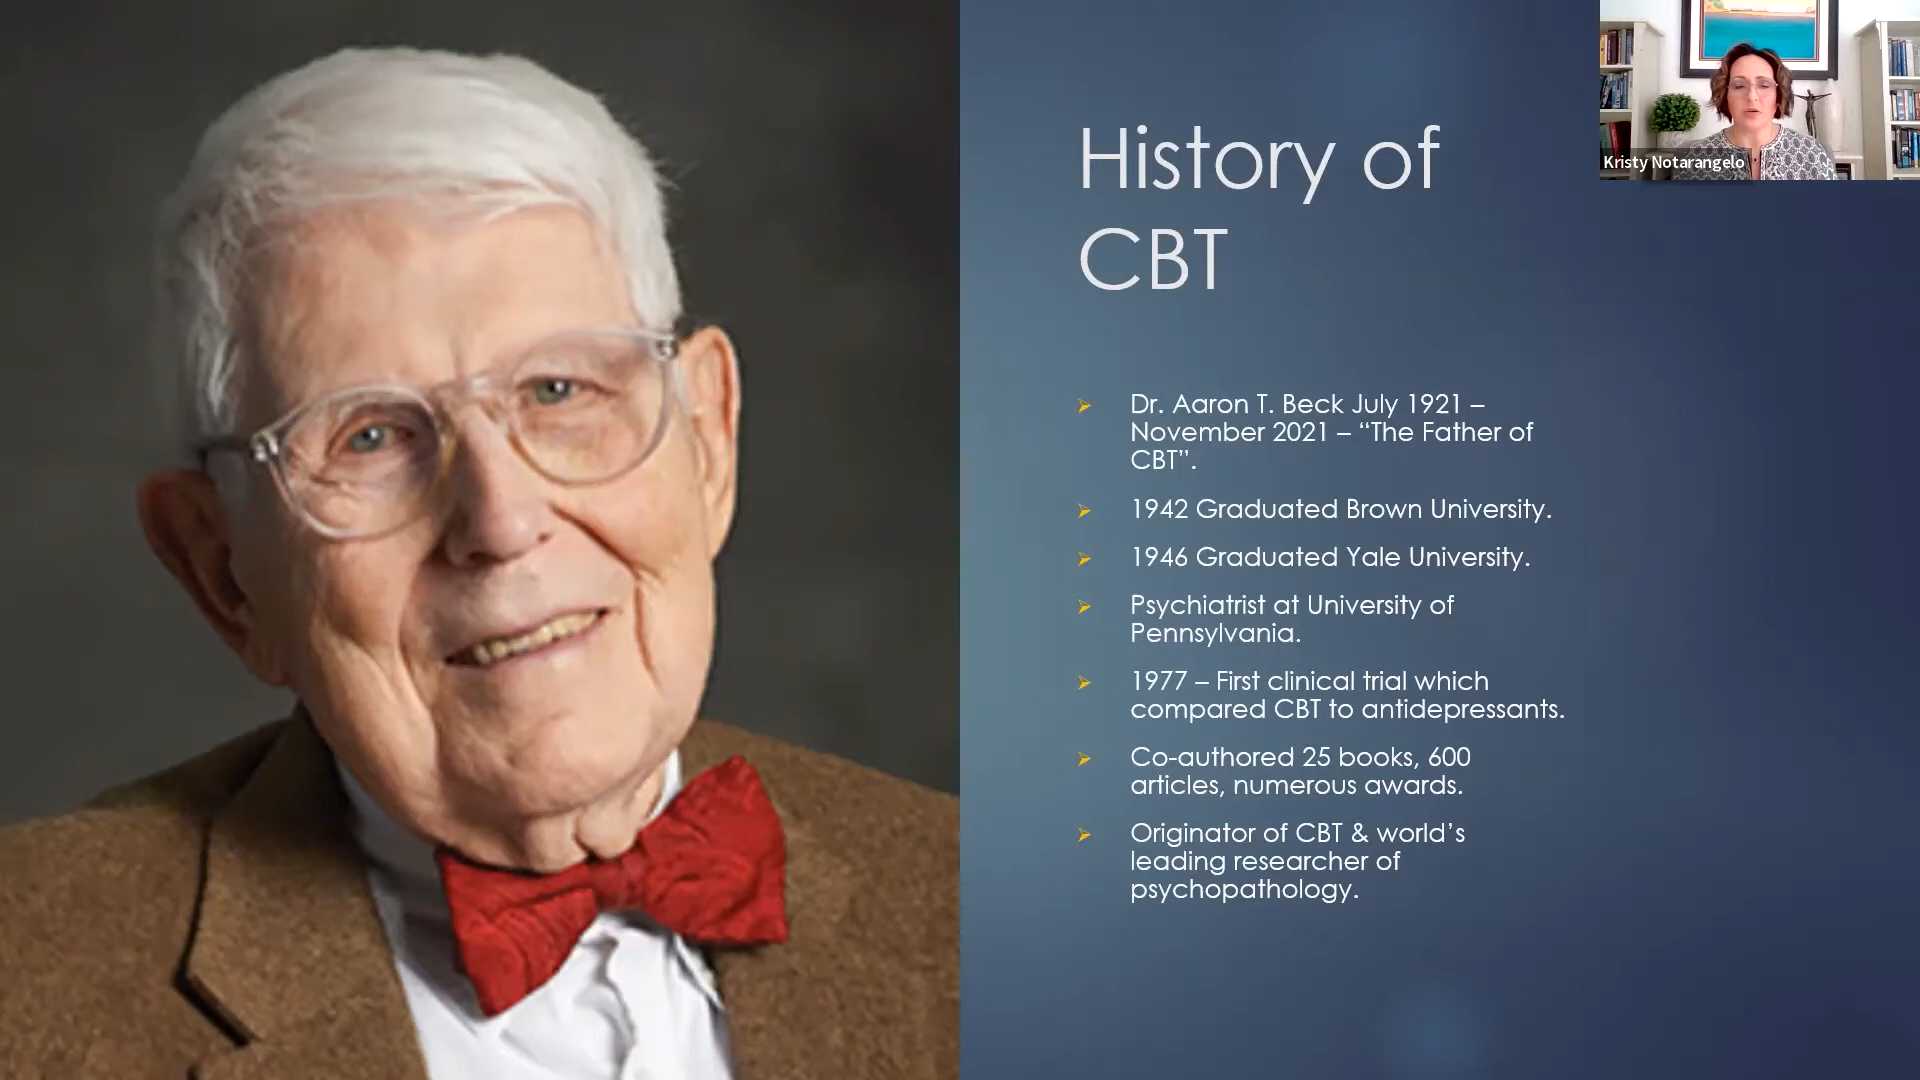 History of
CBT
Kristy Notarangelo
Dr. Aaron T. Beck July 1921 –
November 2021 – “The Father of
CBT”.
1942 Graduated Brown University.
1946 Graduated Yale University.
Psychiatrist at University of
Pennsylvania.
1977 – First clinical trial which
compared CBT to antidepressants.
Co-authored 25 books, 600
articles, numerous awards.
Originator of CBT & world’s
leading researcher of
psychopathology.